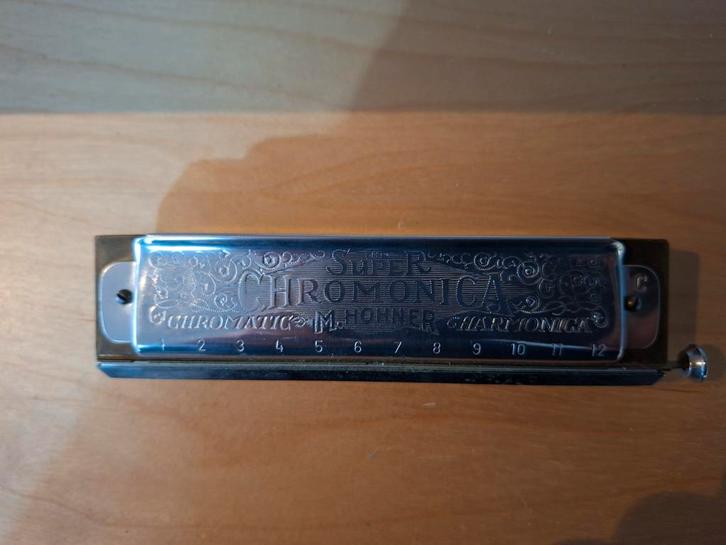 SUPER
CHROMONICA
C
CHROMATIC M. HOHNER HARMONICA
1 2 3 4 5 6 7 8 9 10 11 12